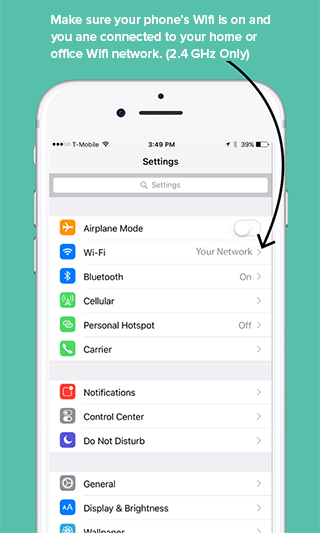 Make sure your phone's Wifi is on and
you ane connected to your home or
office Wifi network. (2.4 GHz Only)
T-Mobile 3:49 PM 39%
Settings
Settings
Airplane Mode
Wi-Fi Your Network
Bluetooth On
Cellular
Personal Hotspot Off
Carrier
Notifications
Control Center
Do Not Disturb
General
AA Display & Brightness
Wallpaper